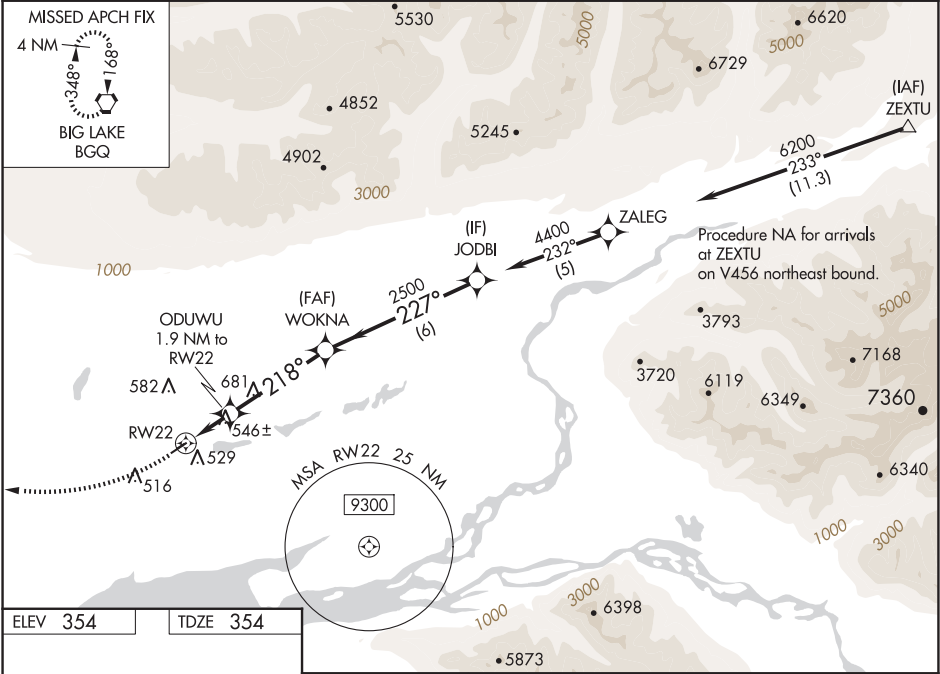 MISSED APCH FIX
4 NM
348°
168°
BIG LAKE
BGQ
5530
5000
6620
5000
6729
4852
5245
4902
3000
(IAF)
ZEXTU
6200
233°
(11.3)
ZALEG
4400
232°
(5)
(IF)
JODBI
Procedure NA for arrivals
at ZEXTU
on V456 northeast bound.
1000
2500
227°
(6)
(FAF)
WOKNA
5000
3793
ODUWU
1.9 NM to
RW22
218°
7168
3720
6119
6349
7360
582
681
RW22
546±
529
516
6340
MSA RW22 25 NM
9300
1000
3000
3000
1000
6398
5873
ELEV 354
TDZE 354